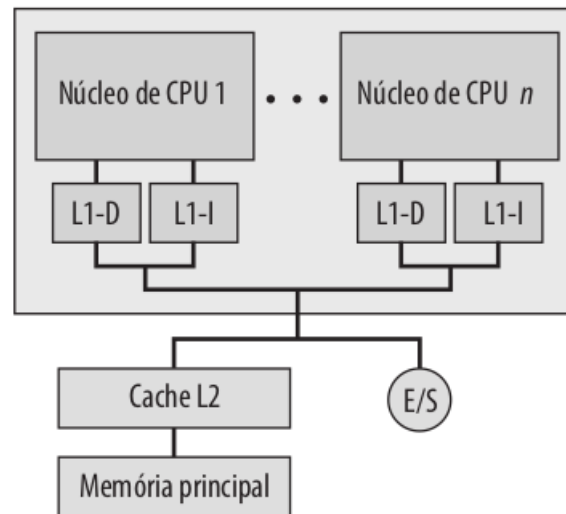 Núcleo de CPU 1
Núcleo de CPU n
L1-D
L1-I
L1-D
L1-I
Cache L2
E/S
Memória principal